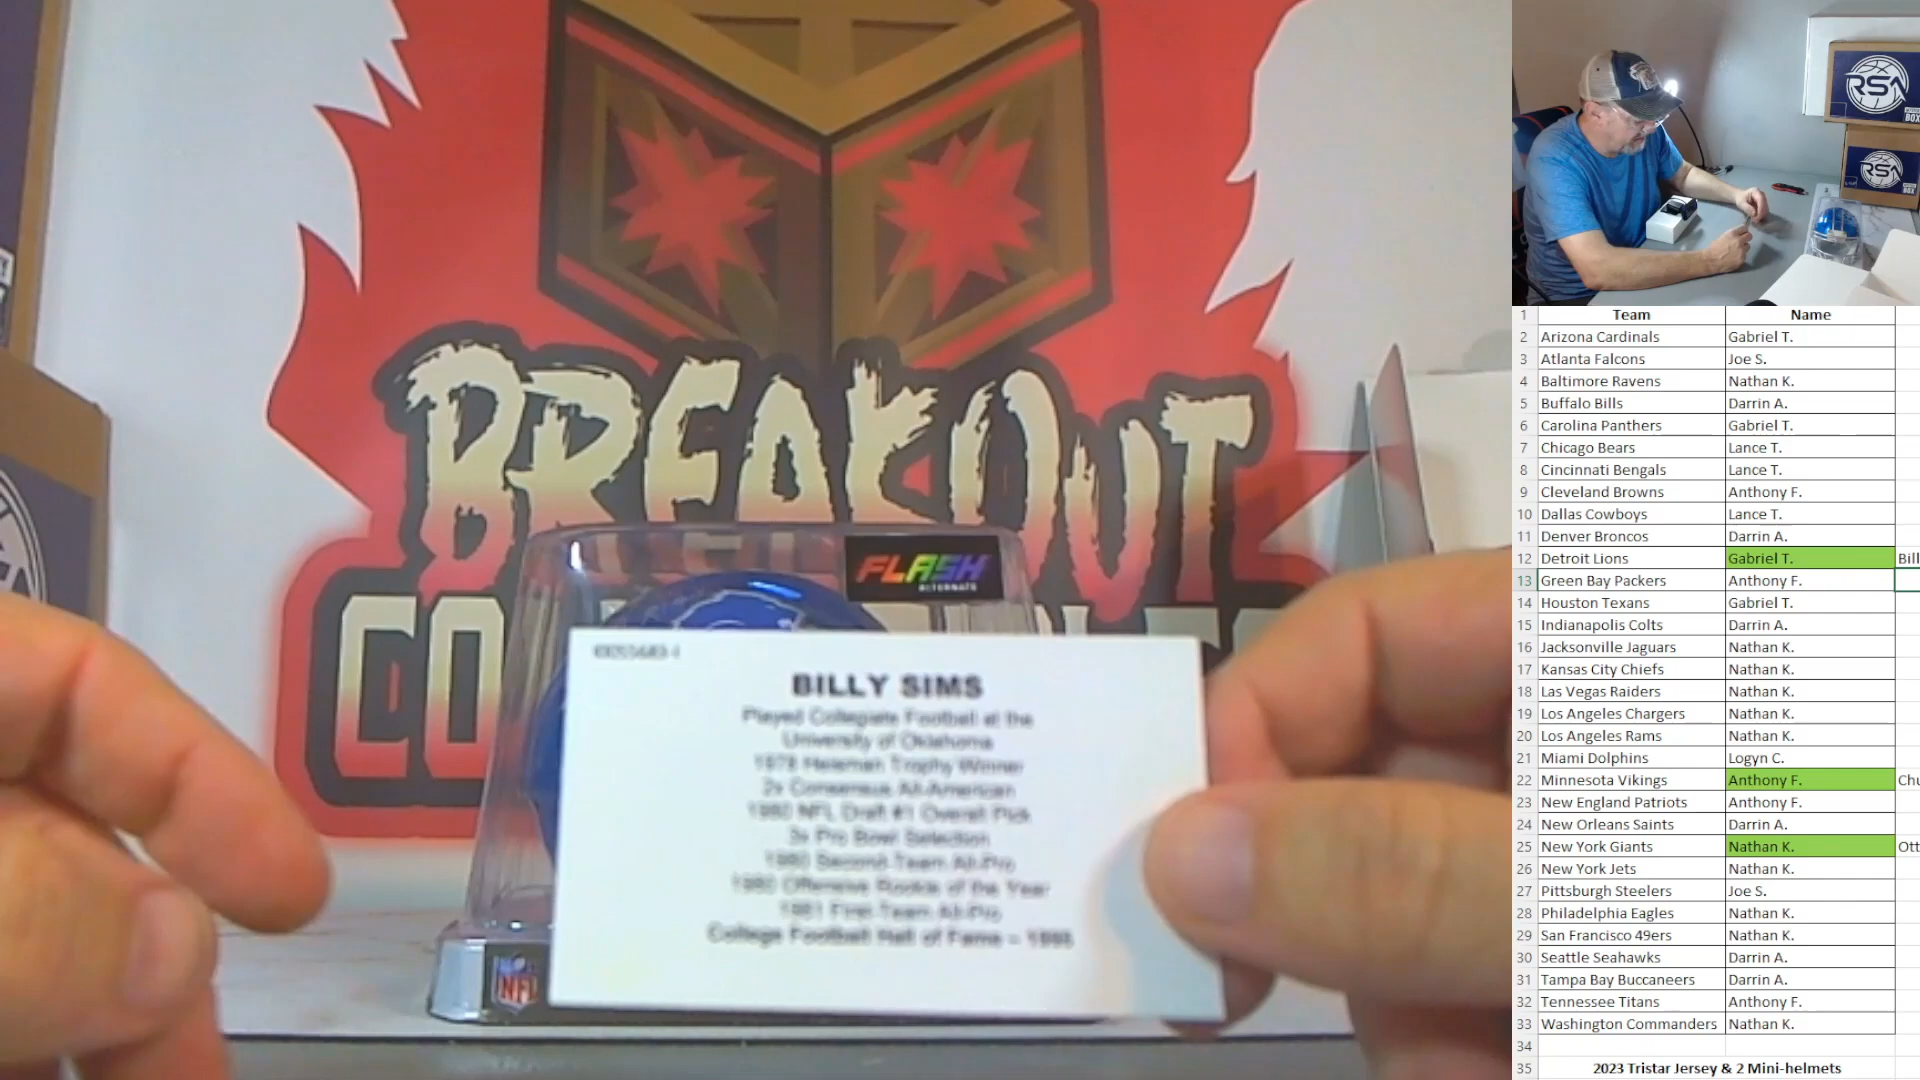 BREAKOUT
FLASH
ALTERNATE
BILLY SIMS
Played Collegiate Football at the
University of Oklahoma
1978 Heisman Trophy Winner
2x Consensus All-American
1980 NFL Draft #1 Overall Pick
3x Pro Bowl Selection
1980 Second-Team All-Pro
1980 Offensive Rookie of the Year
1981 First-Team All-Pro
College Football Hall of Fame – 1995
NFL
RSA
BOX
RSA
BOX
1 Team Name
2 Arizona Cardinals Gabriel T.
3 Atlanta Falcons Joe S.
4 Baltimore Ravens Nathan K.
5 Buffalo Bills Darrin A.
6 Carolina Panthers Gabriel T.
7 Chicago Bears Lance T.
8 Cincinnati Bengals Lance T.
9 Cleveland Browns Anthony F.
10 Dallas Cowboys Lance T.
11 Denver Broncos Darrin A.
12 Detroit Lions Gabriel T. Bill
13 Green Bay Packers Anthony F.
14 Houston Texans Gabriel T.
15 Indianapolis Colts Darrin A.
16 Jacksonville Jaguars Nathan K.
17 Kansas City Chiefs Nathan K.
18 Las Vegas Raiders Nathan K.
19 Los Angeles Chargers Nathan K.
20 Los Angeles Rams Nathan K.
21 Miami Dolphins Logyn C.
22 Minnesota Vikings Anthony F. Chu
23 New England Patriots Anthony F.
24 New Orleans Saints Darrin A.
25 New York Giants Nathan K. Ott
26 New York Jets Nathan K.
27 Pittsburgh Steelers Joe S.
28 Philadelphia Eagles Nathan K.
29 San Francisco 49ers Nathan K.
30 Seattle Seahawks Darrin A.
31 Tampa Bay Buccaneers Darrin A.
32 Tennessee Titans Anthony F.
33 Washington Commanders Nathan K.
34
35 2023 Tristar Jersey & 2 Mini-helmets